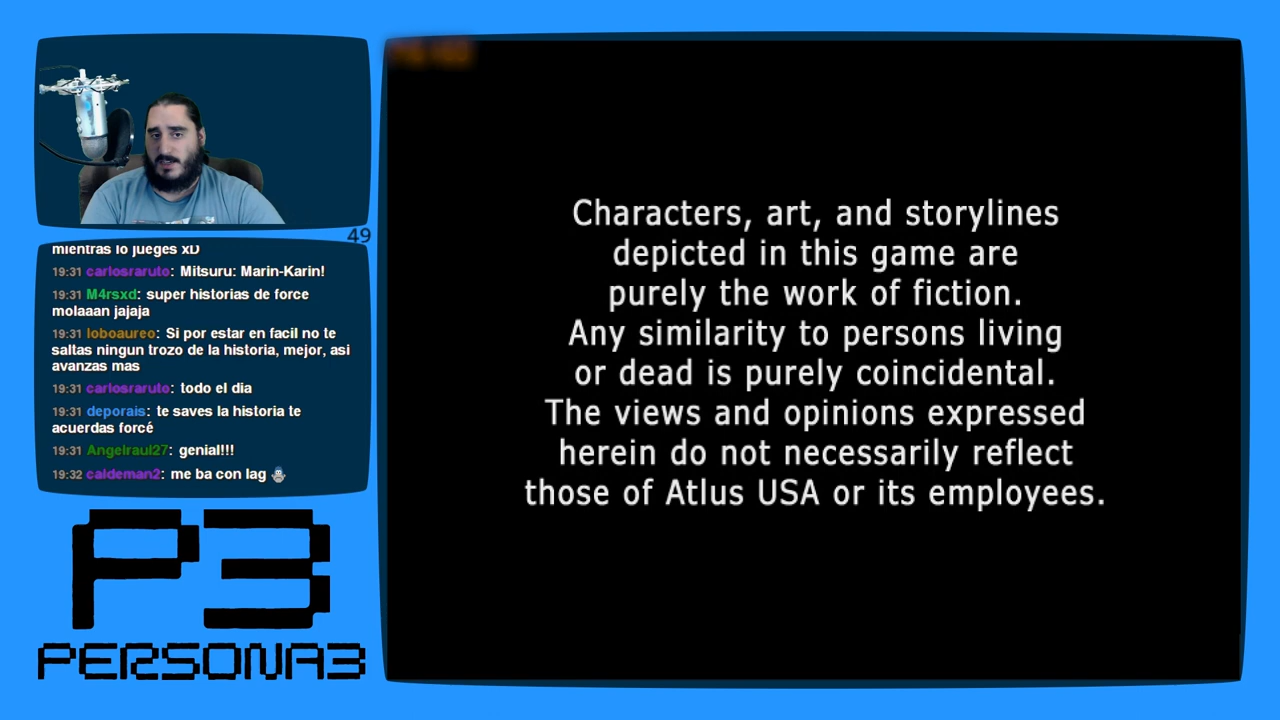 49
mientras lo jueges xD
19:31 carlosraruto: Mitsuru: Marin-Karin!
19:31 M4rsxd: super historias de force
molaaan jajaja
19:31 loboaureo: Si por estar en facil no te
saltas ningun trozo de la historia, mejor, asi
avanzas mas
19:31 carlosraruto: todo el dia
19:31 deporais: te saves la historia te
acuerdas forcé
19:31 Angelraul27: genial!!!
19:32 caldeman2: me ba con lag
P3
PERSONA3
Characters, art, and storylines
depicted in this game are
purely the work of fiction.
Any similarity to persons living
or dead is purely coincidental.
The views and opinions expressed
herein do not necessarily reflect
those of Atlus USA or its employees.